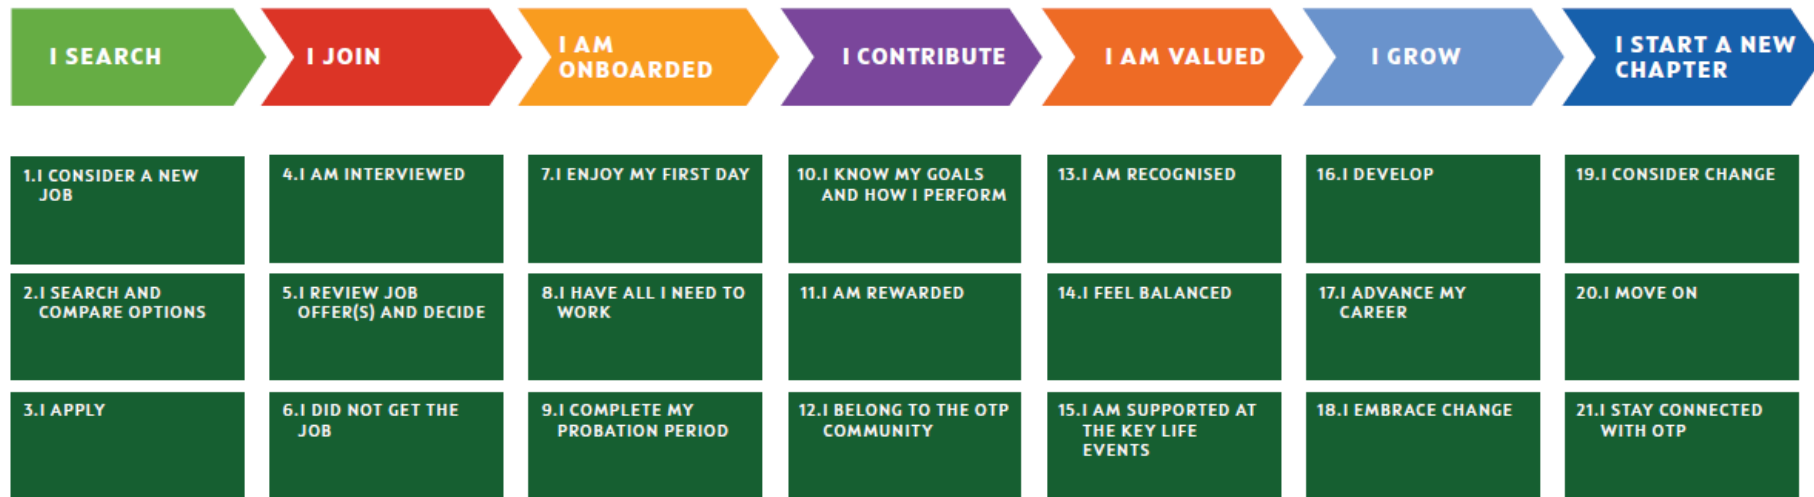 I SEARCH
I JOIN
I AM
ONBOARDED
I CONTRIBUTE
I AM VALUED
I GROW
I START A NEW
CHAPTER
1.I CONSIDER A NEW
JOB
4.I AM INTERVIEWED
7.I ENJOY MY FIRST DAY
10.I KNOW MY GOALS
AND HOW I PERFORM
13.I AM RECOGNISED
16.I DEVELOP
19.I CONSIDER CHANGE
2.I SEARCH AND
COMPARE OPTIONS
5.I REVIEW JOB
OFFER(S) AND DECIDE
8.I HAVE ALL I NEED TO
WORK
11.I AM REWARDED
14.I FEEL BALANCED
17.I ADVANCE MY
CAREER
20.I MOVE ON
3.I APPLY
6.I DID NOT GET THE
JOB
9.I COMPLETE MY
PROBATION PERIOD
12.I BELONG TO THE OTP
COMMUNITY
15.I AM SUPPORTED AT
THE KEY LIFE
EVENTS
18.I EMBRACE CHANGE
21.I STAY CONNECTED
WITH OTP